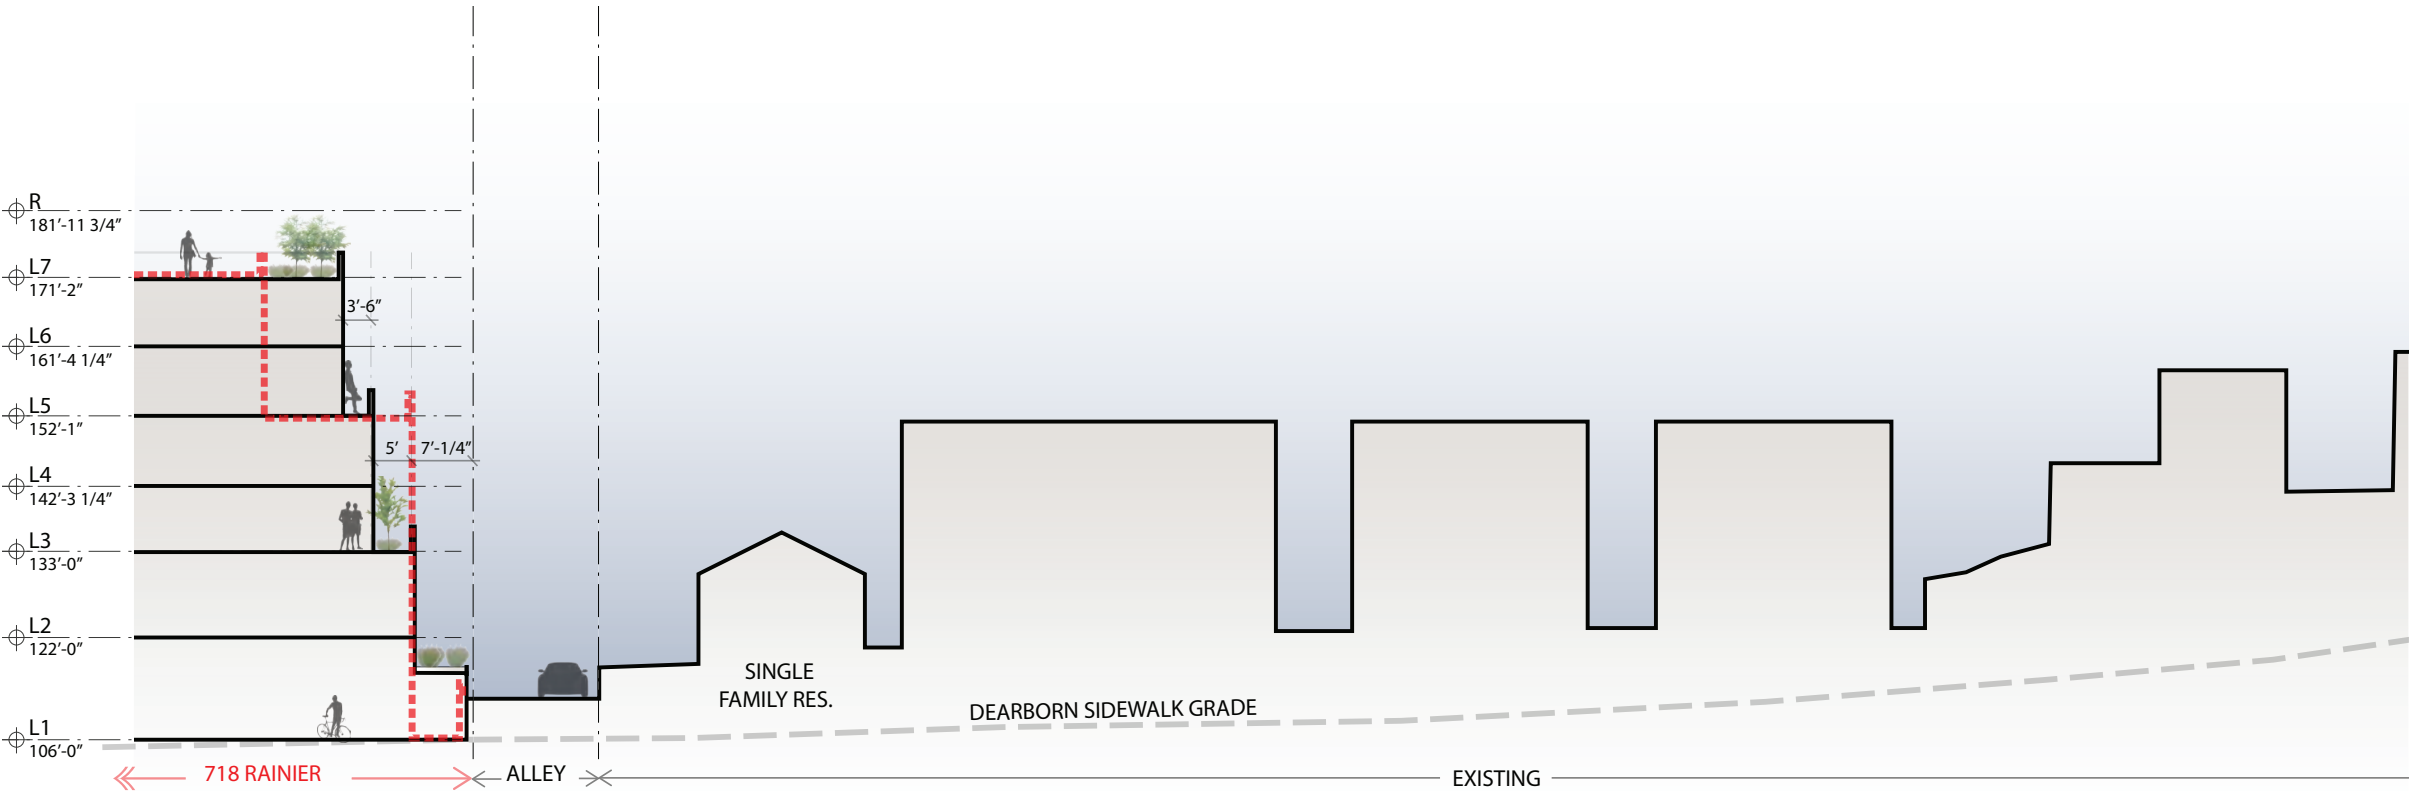 R
181’-11 3/4”
L7
171’-2”
3’-6”
L6
161’-4 1/4”
L5
152’-1”
5’ 7’-1/4”
L4
142’-3 1/4”
L3
133’-0”
L2
122’-0”
SINGLE
FAMILY RES.
DEARBORN SIDEWALK GRADE
L1
106’-0”
718 RAINIER
ALLEY
EXISTING